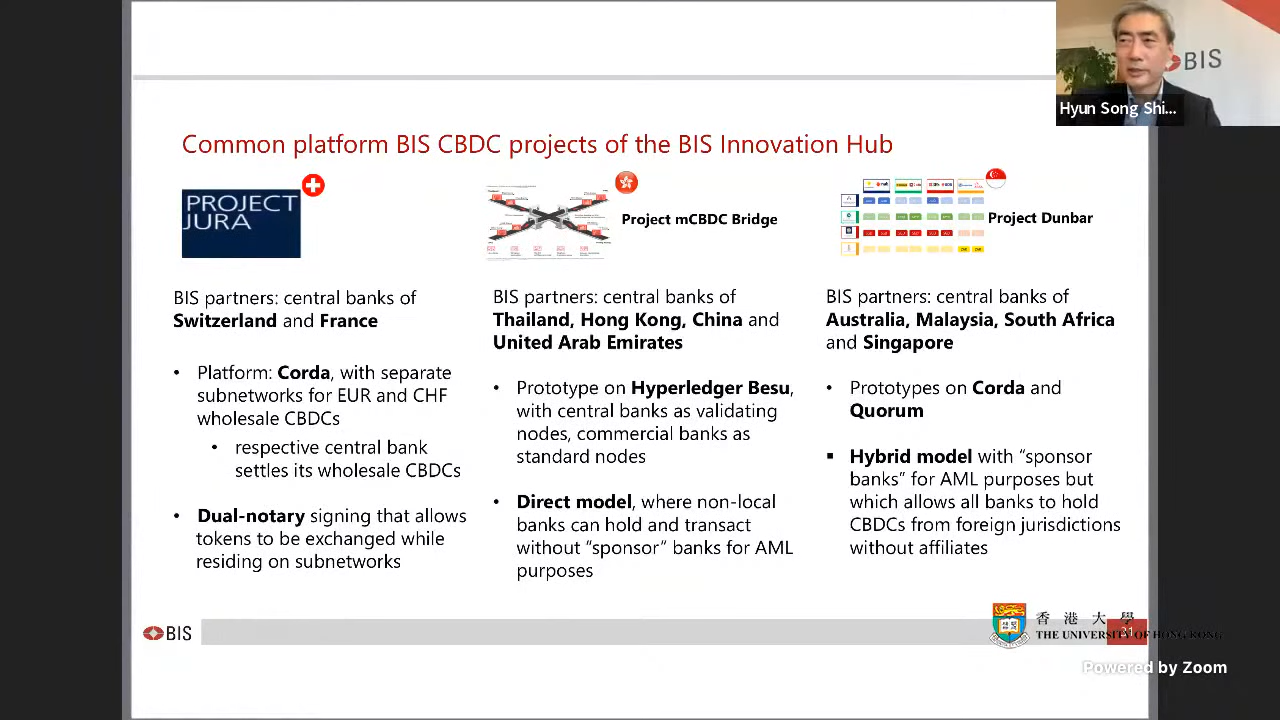 BIS
Hyun Song Shi...
Common platform BIS CBDC projects of the BIS Innovation Hub
PROJECT
JURA
Project mCBDC Bridge
Project Dunbar
BIS partners: central banks of
Switzerland and France
• Platform: Corda, with separate
subnetworks for EUR and CHF
wholesale CBDCs
• respective central bank
settles its wholesale CBDCs
• Dual-notary signing that allows
tokens to be exchanged while
residing on subnetworks
BIS partners: central banks of
Thailand, Hong Kong, China and
United Arab Emirates
• Prototype on Hyperledger Besu,
with central banks as validating
nodes, commercial banks as
standard nodes
• Direct model, where non-local
banks can hold and transact
without “sponsor” banks for AML
purposes
BIS partners: central banks of
Australia, Malaysia, South Africa
and Singapore
• Prototypes on Corda and
Quorum
▪ Hybrid model with “sponsor
banks” for AML purposes but
which allows all banks to hold
CBDCs from foreign jurisdictions
without affiliates
BIS
香港大學
THE UNIVERSITY OF HONG KONG
31
Powered by Zoom